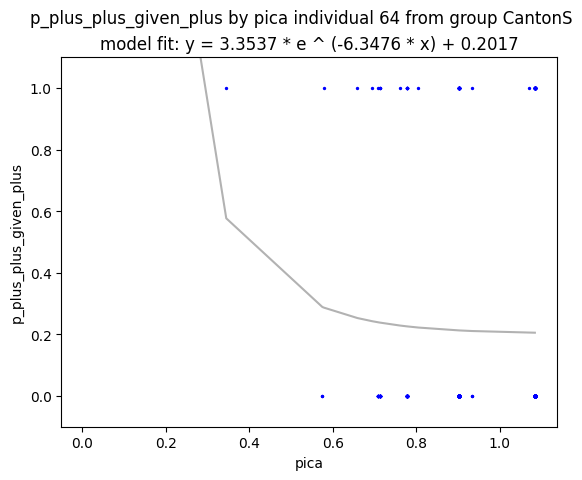 p_plus_plus_given_plus by pica individual 64 from group CantonS
model fit: y = 3.3537 * e ^ (-6.3476 * x) + 0.2017
1.0
0.8
0.6
0.4
0.2
0.0
p_plus_plus_given_plus
0.0 0.2 0.4 0.6 0.8 1.0
pica